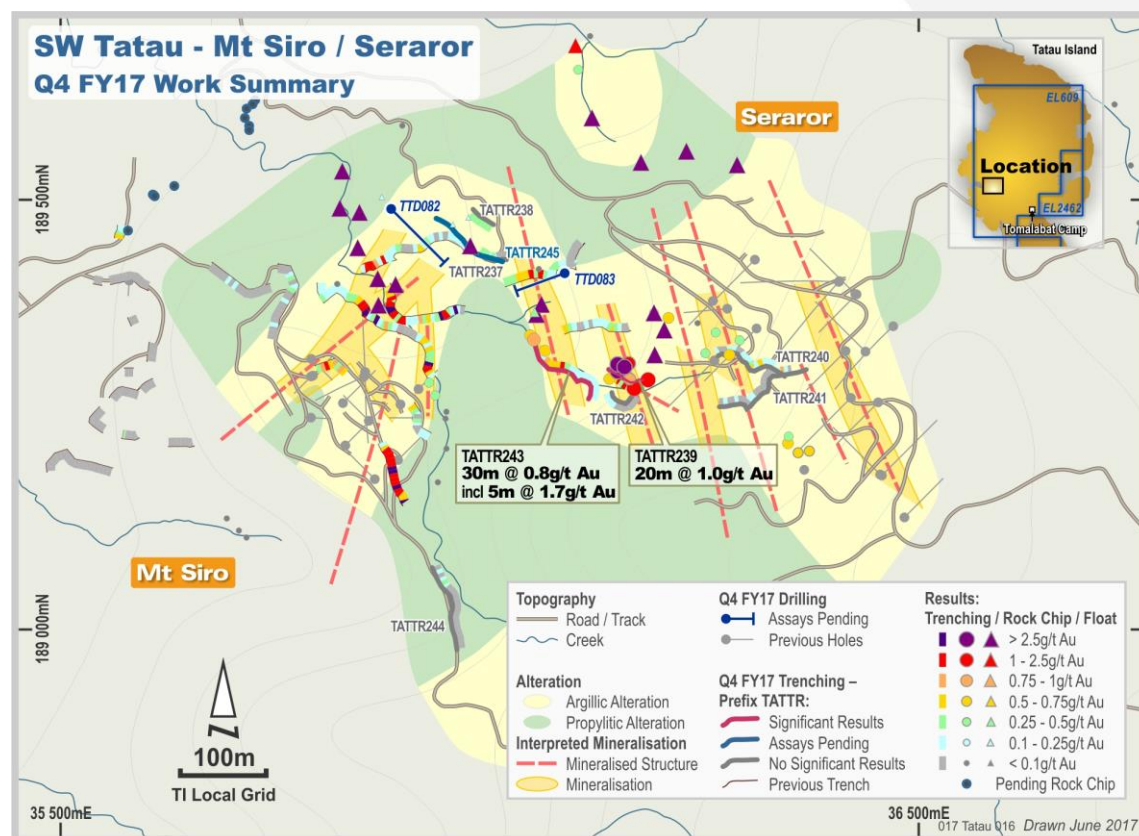 SW Tatau - Mt Siro / Seraror
Q4 FY17 Work Summary
Tatau Island
EL609
Location
EL2462
Tomalabat Camp
Seraror
189 500mN
TTD082
TATTR238
TATTR245
TATTR237
TTD083
TATTR240
TATTR241
TATTR242
TATTR243
30m @ 0.8g/t Au
incl 5m @ 1.7g/t Au
TATTR239
20m @ 1.0g/t Au
Mt Siro
189 000mN
TATTR244
N
100m
TI Local Grid
Topography
Road / Track
Creek
Alteration
Argillic Alteration
Propylitic Alteration
Interpreted Mineralisation
Mineralised Structure
Mineralisation
Q4 FY17 Drilling
Assays Pending
Previous Holes
Q4 FY17 Trenching –
Prefix TATTR:
Significant Results
Assays Pending
No Significant Results
Previous Trench
Results:
Trenching / Rock Chip / Float
> 2.5g/t Au
1 - 2.5g/t Au
0.75 - 1g/t Au
0.5 - 0.75g/t Au
0.25 - 0.5g/t Au
0.1 - 0.25g/t Au
< 0.1g/t Au
Pending Rock Chip
35 500mE
36 500mE
017 Tatau 016 Drawn June 2017